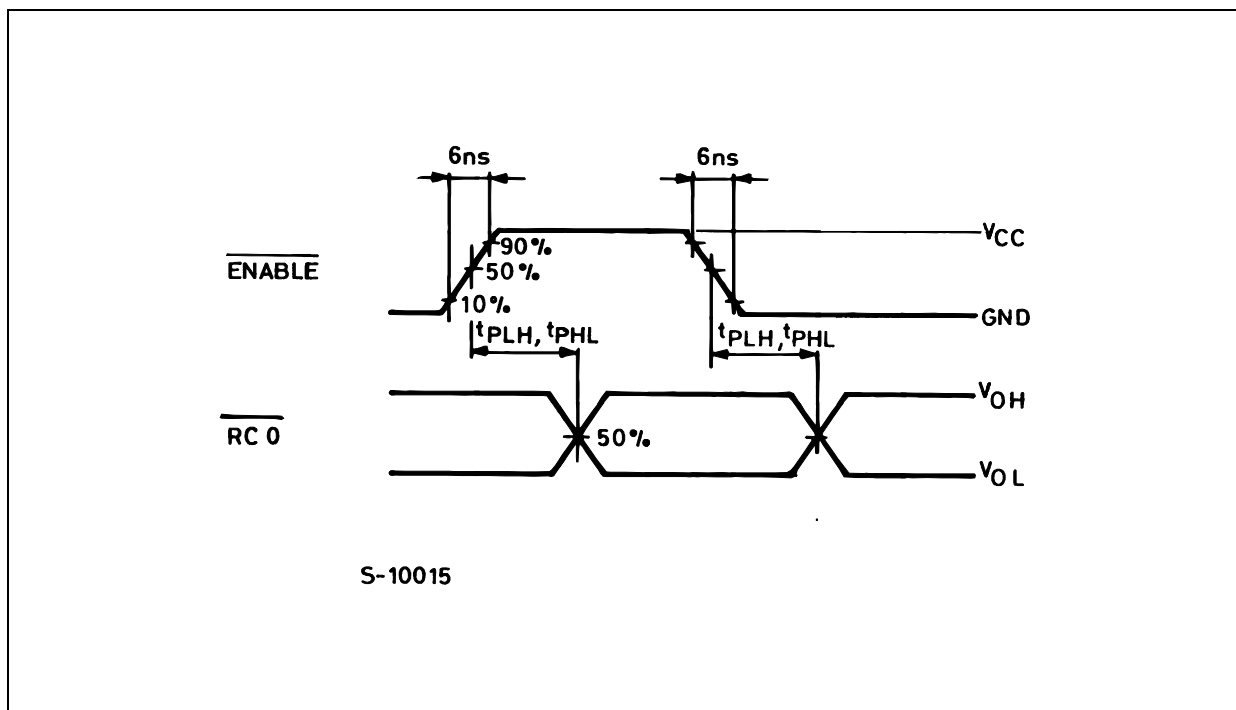 6ns 6ns
VCC
90%
ENABLE
50%
10%
GND
tPLH, tPHL tPLH, tPHL
VOH
RC 0
50%
VOL
S-10015